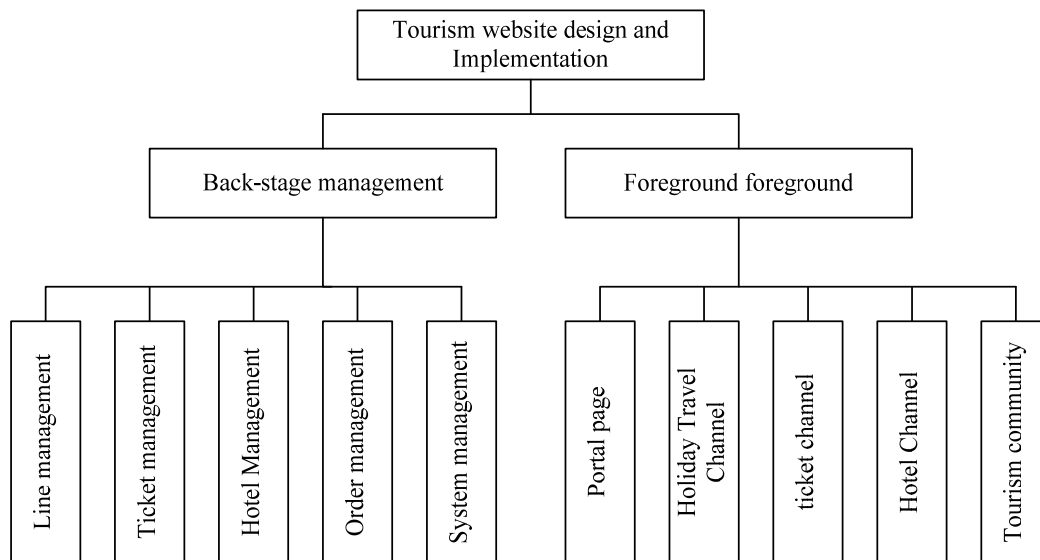 Tourism website design and
Implementation
Back-stage management
Foreground foreground
Line management
Ticket management
Hotel Management
Order management
System management
Portal page
Holiday Travel
Channel
ticket channel
Hotel Channel
Tourism community